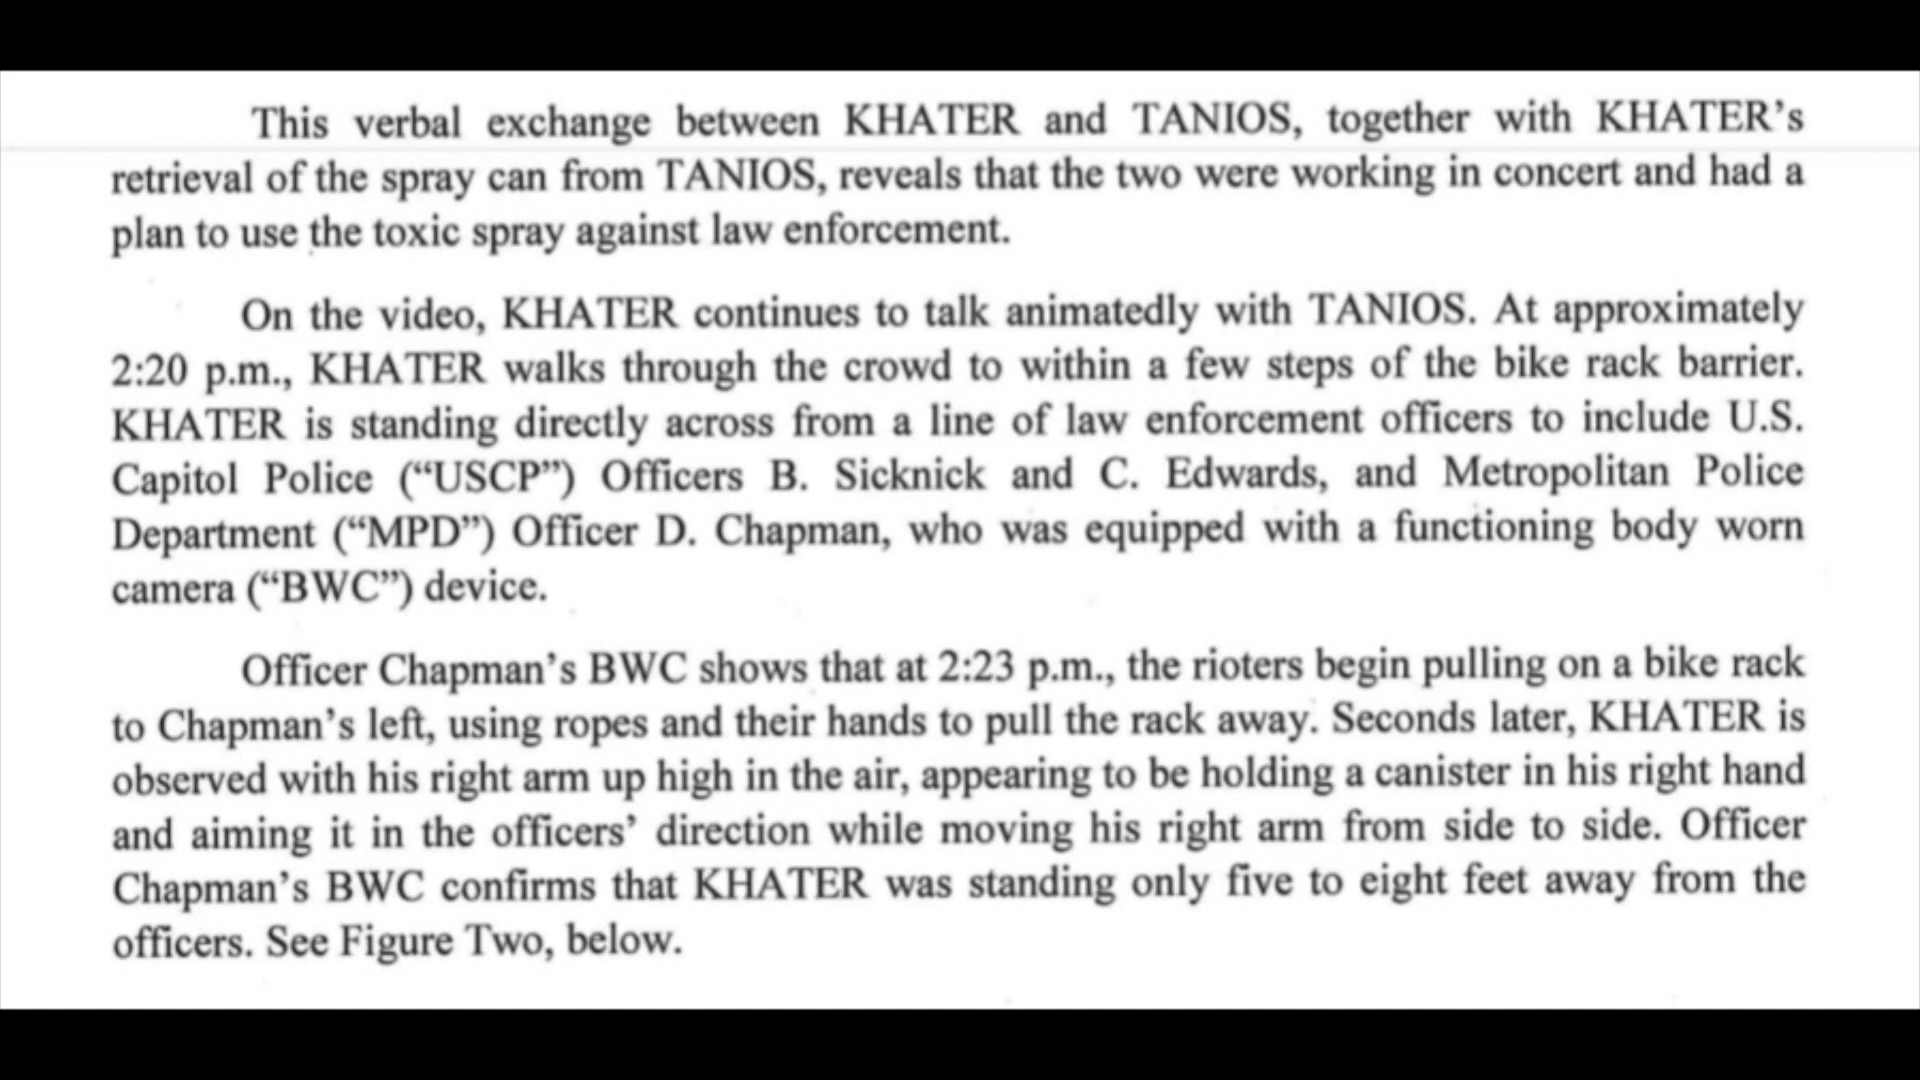 This verbal exchange between KHATER and TANIOS, together with KHATER's
retrieval of the spray can from TANIOS, reveals that the two were working in concert and had a
plan to use the toxic spray against law enforcement.
On the video, KHATER continues to talk animatedly with TANIOS. At approximately
2:20 p.m., KHATER walks through the crowd to within a few steps of the bike rack barrier.
KHATER is standing directly across from a line of law enforcement officers to include U.S.
Capitol Police (“USCP”) Officers B. Sicknick and C. Edwards, and Metropolitan Police
Department (“MPD”) Officer D. Chapman, who was equipped with a functioning body worn
camera (“BWC”) device.
Officer Chapman's BWC shows that at 2:23 p.m., the rioters begin pulling on a bike rack
to Chapman's left, using ropes and their hands to pull the rack away. Seconds later, KHATER is
observed with his right arm up high in the air, appearing to be holding a canister in his right hand
and aiming it in the officers' direction while moving his right arm from side to side. Officer
Chapman's BWC confirms that KHATER was standing only five to eight feet away from the
officers. See Figure Two, below.